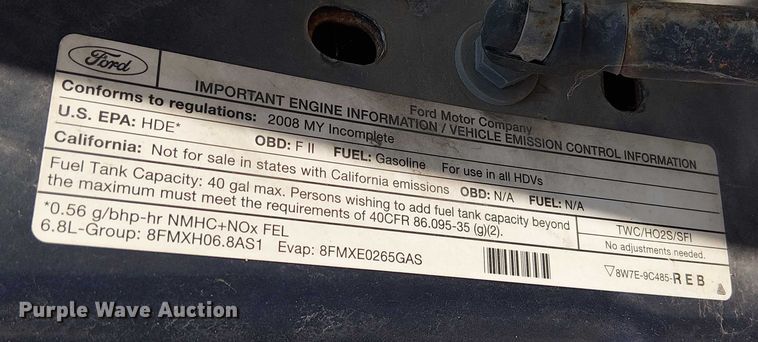 Ford
Ford Motor Company
IMPORTANT ENGINE INFORMATION / VEHICLE EMISSION CONTROL INFORMATION
Conforms to regulations: 2008 MY Incomplete
U.S. EPA: HDE* OBD: F II FUEL: Gasoline For use in all HDVs
California: Not for sale in states with California emissions OBD: N/A FUEL: N/A
Fuel Tank Capacity: 40 gal max. Persons wishing to add fuel tank capacity beyond
the maximum must meet the requirements of 40CFR 86.095-35 (g)(2).
*0.56 g/bhp-hr NMHC+NOx FEL
6.8L-Group: 8FMXH06.8AS1 Evap: 8FMXE0265GAS
TWC/HO2S/SFI
No adjustments needed.
▽8W7E-9C485-REB
Purple Wave Auction